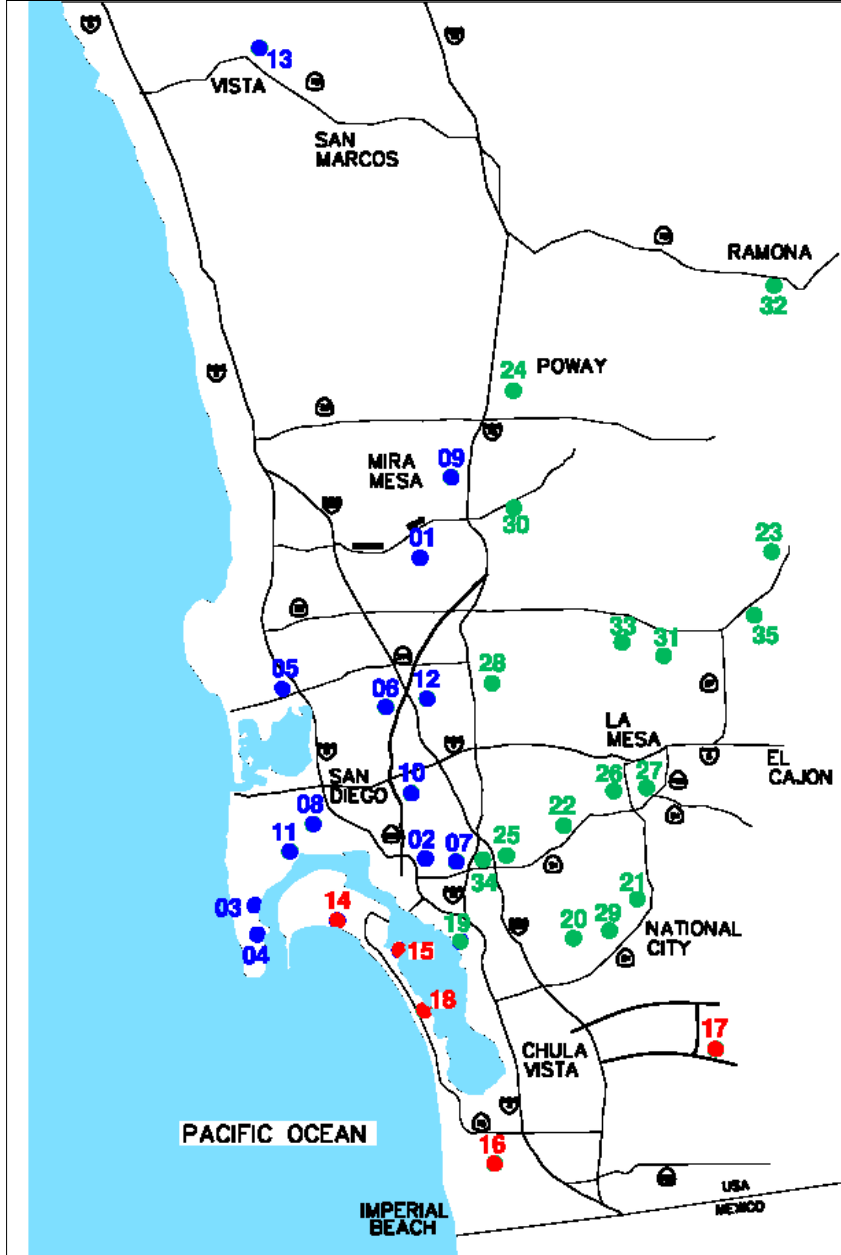 13
VISTA
SAN
MARCOS
RAMONA
32
24
POWAY
MIRA
MESA
09
30
01
23
33
31
35
05
28
12
06
LA
MESA
EL
CAJON
SAN
DIEGO
10
26
27
08
22
11
02
07
25
34
03
04
14
15
19
21
20
29
NATIONAL
CITY
18
17
CHULA
VISTA
PACIFIC OCEAN
16
IMPERIAL
BEACH
USA
MEXICO